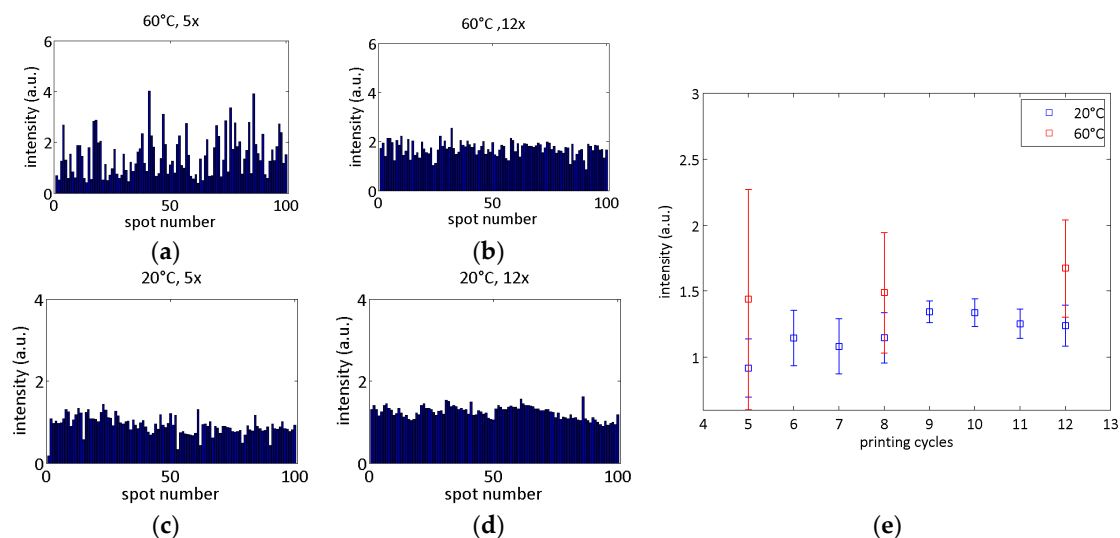 60°C, 5x
6
4
2
0
intensity (a.u.)
0 50 100
spot number
(a)
60°C ,12x
6
4
2
0
intensity (a.u.)
0 50 100
spot number
(b)
20°C, 5x
4
2
0
intensity (a.u.)
0 50 100
spot number
(c)
20°C, 12x
4
2
0
intensity (a.u.)
0 50 100
spot number
(d)
3
2.5
2
1.5
1
intensity (a.u.)
20°C
60°C
4 5 6 7 8 9 10 11 12 13
printing cycles
(e)